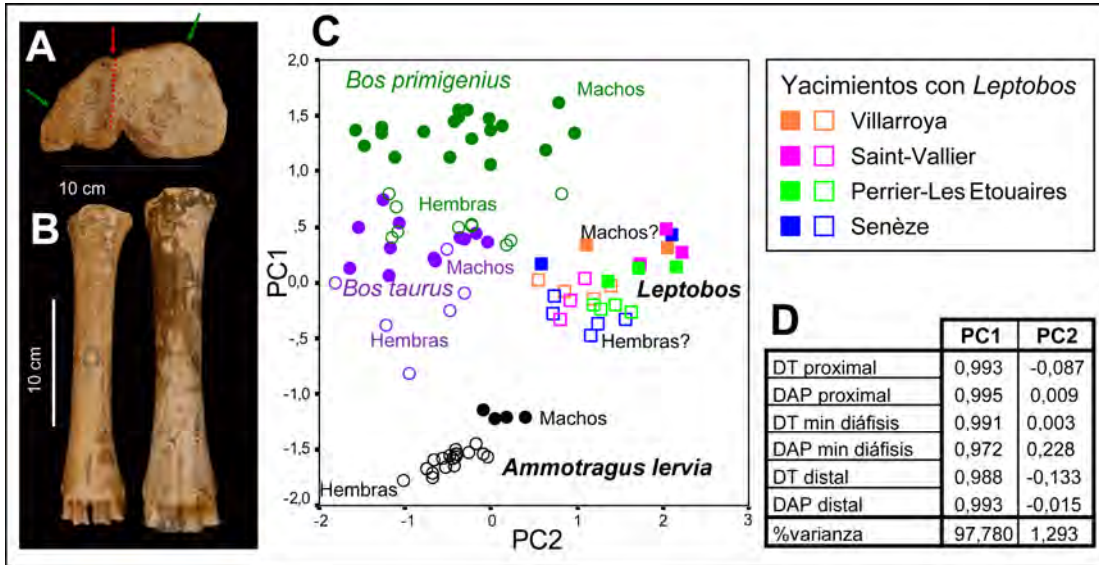 A
10 cm
B
10 cm
C
PC1
2,0
1,5
1,0
,5
0,0
-,5
-1,0
-1,5
-2,0
Bos primigenius
Machos
Hembras
Machos
Bos taurus
Hembras
Machos?
Leptobos
Hembras?
Machos
Ammotragus lervia
Hembras
-2
-1
0
1
2
3
PC2
Yacimientos con Leptobos
Villarroya
Saint-Vallier
Perrier-Les Etouaires
Senèze
D
PC1 PC2
DT proximal 0,993 -0,087
DAP proximal 0,995 0,009
DT min diáfisis 0,991 0,003
DAP min diáfisis 0,972 0,228
DT distal 0,988 -0,133
DAP distal 0,993 -0,015
%varianza 97,780 1,293